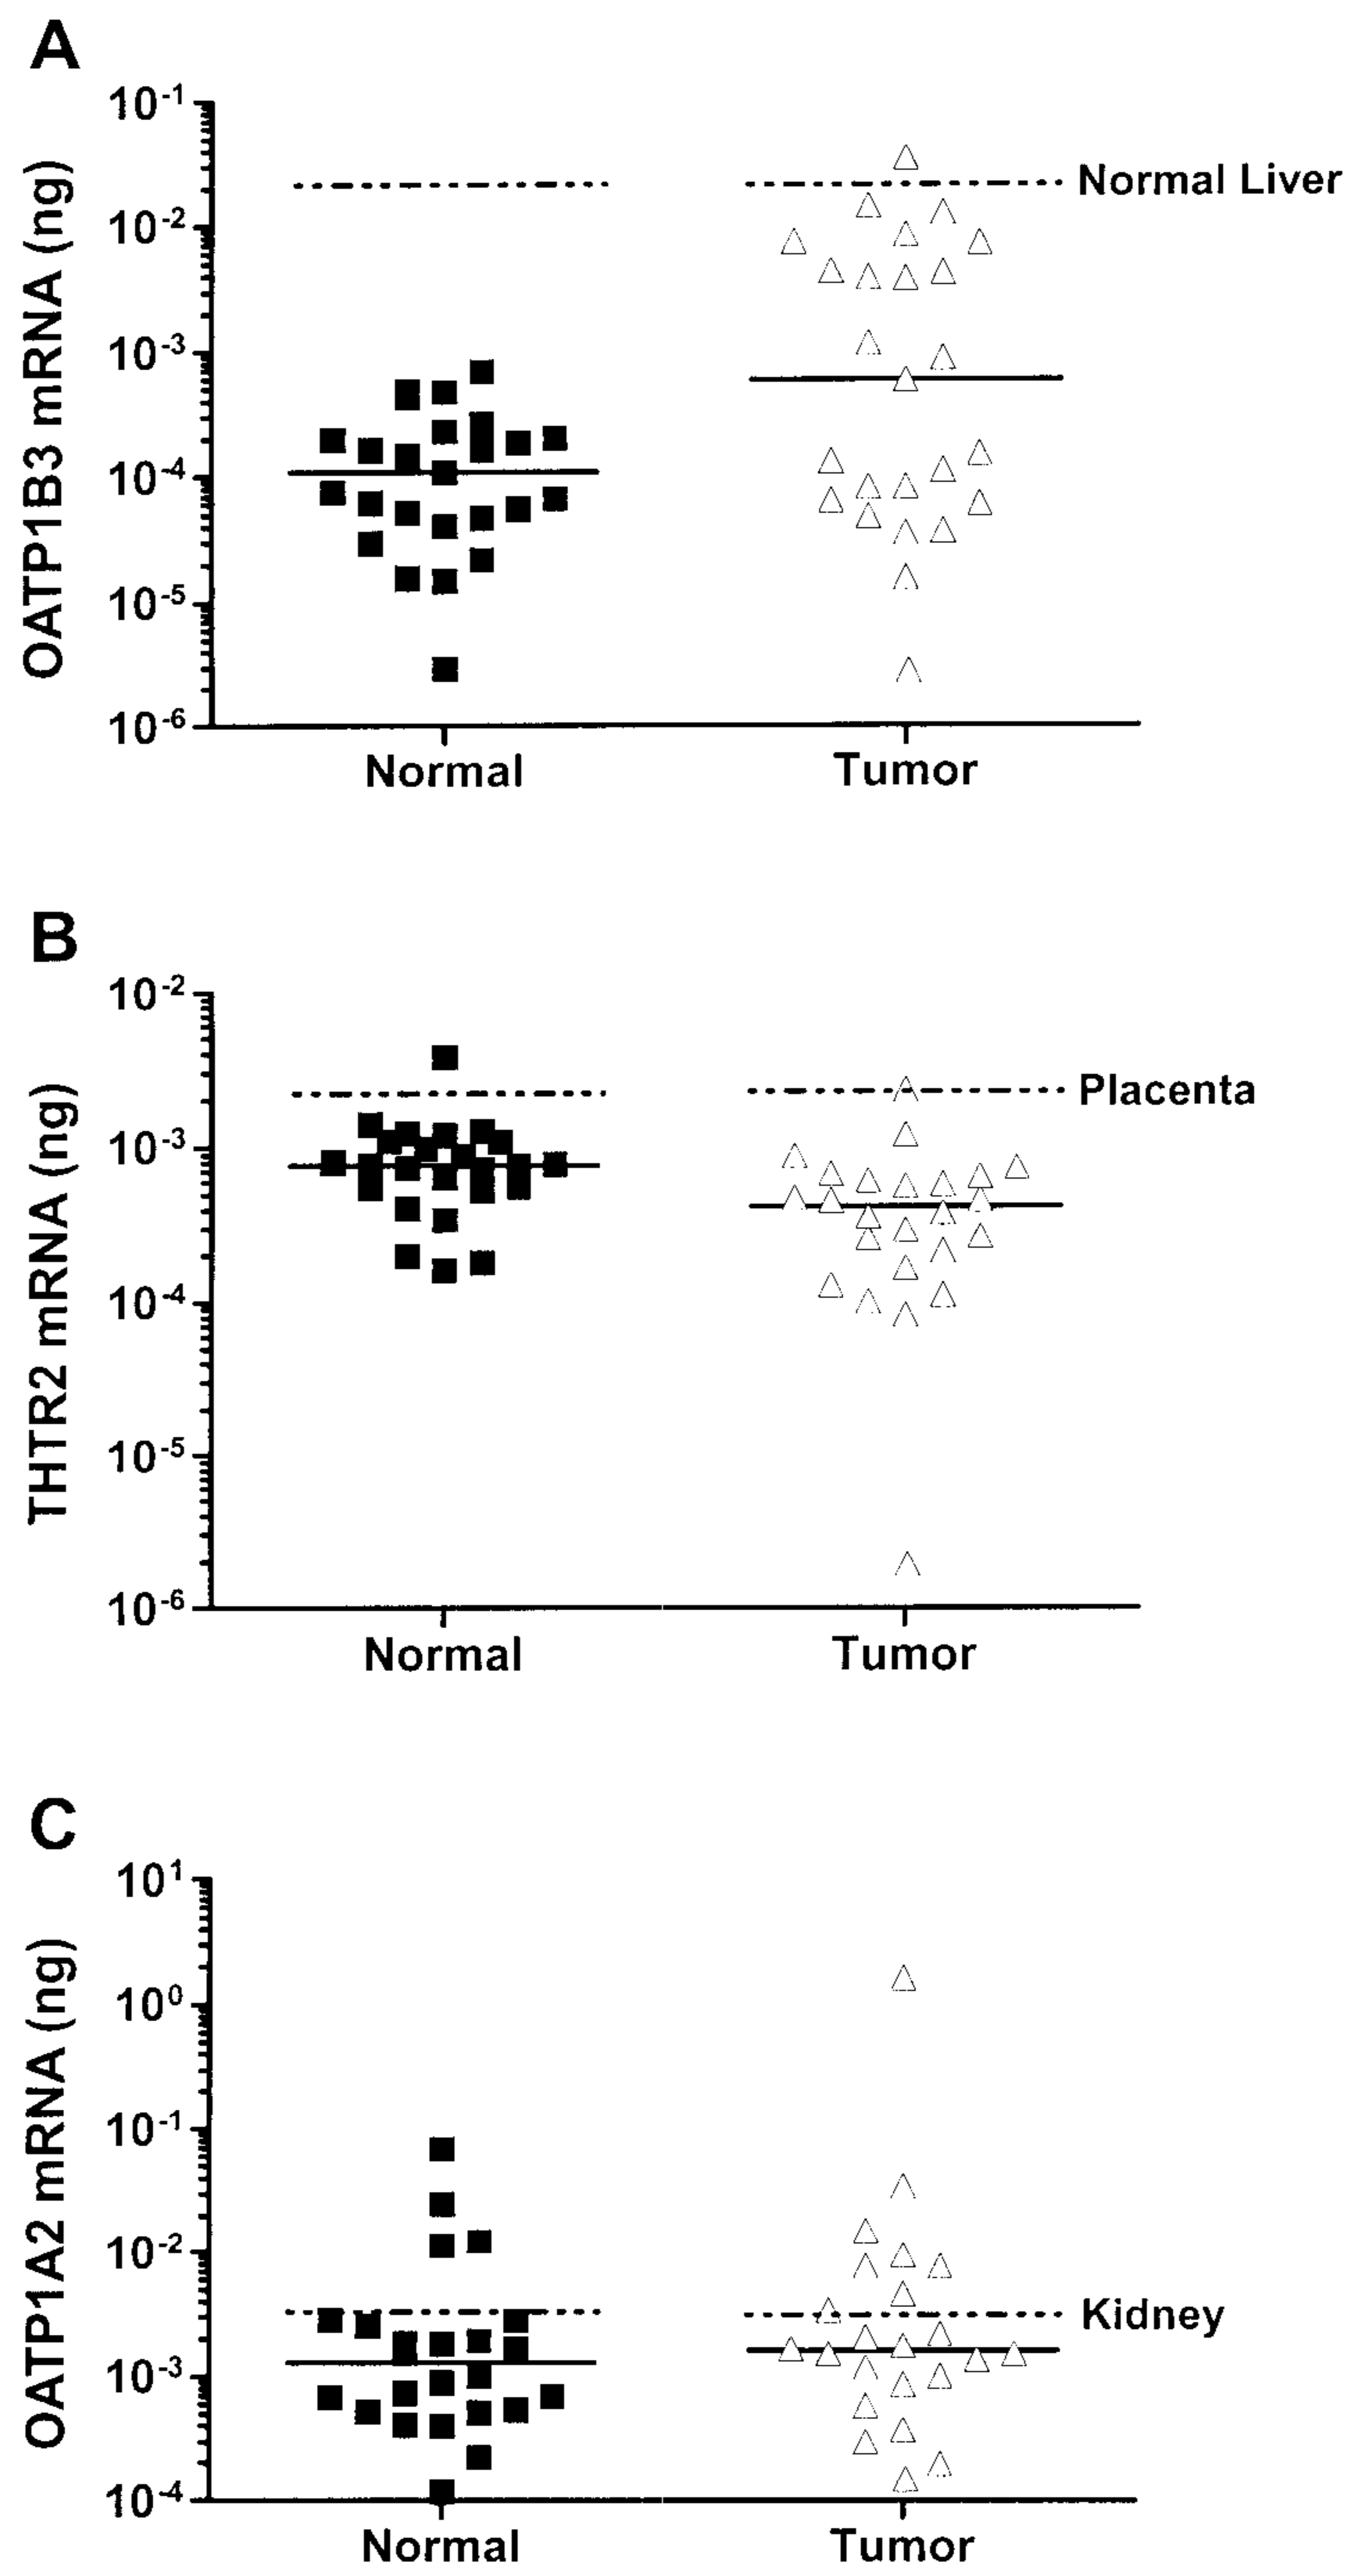 A
OATP1B3 mRNA (ng)
10-1
10-2
10-3
10-4
10-5
10-6
Normal Liver
Normal
Tumor
B
THTR2 mRNA (ng)
10-2
10-3
10-4
10-5
10-6
Placenta
Normal
Tumor
C
OATP1A2 mRNA (ng)
101
100
10-1
10-2
10-3
10-4
Kidney
Normal
Tumor